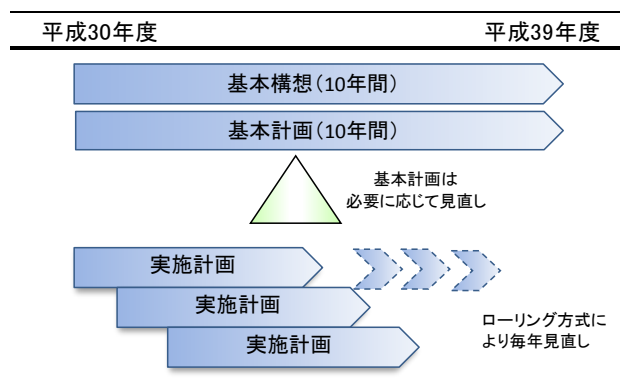 平成30年度
平成39年度
基本構想(10年間)
基本計画(10年間)
基本計画は
必要に応じて見直し
実施計画
実施計画
実施計画
ローリング方式に
より毎年見直し